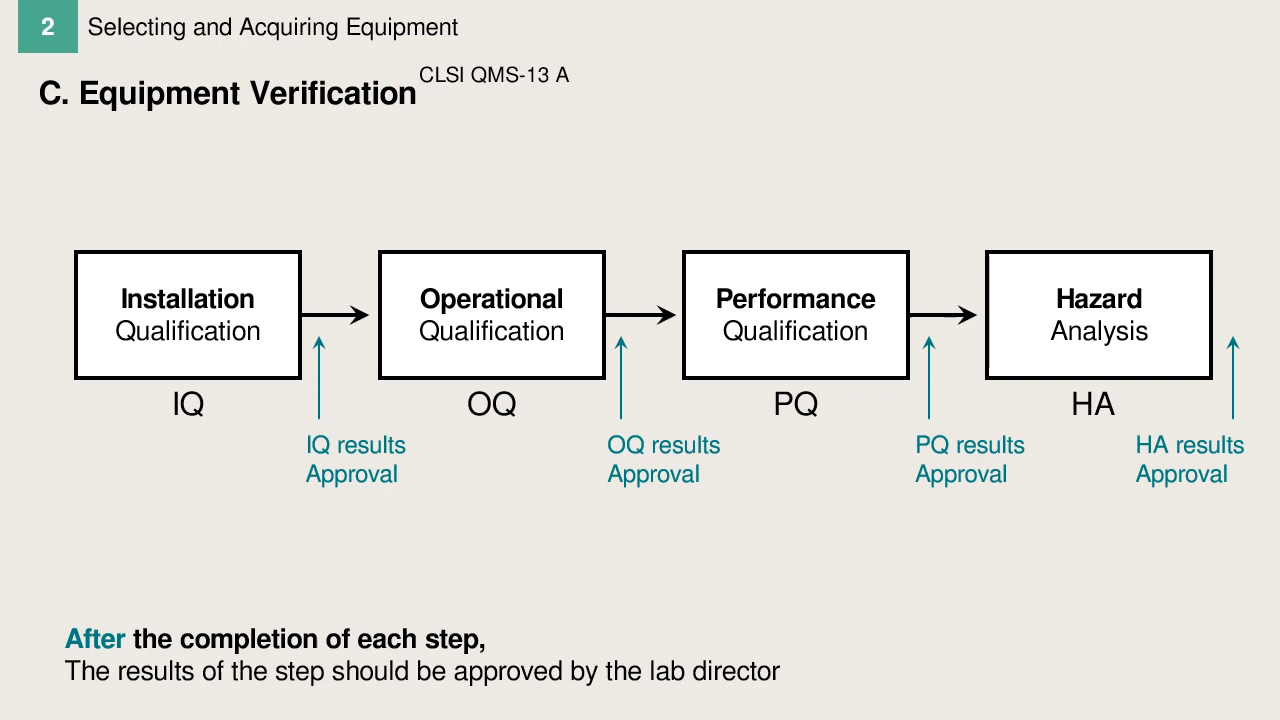 2
Selecting and Acquiring Equipment
C. Equipment Verification CLSI QMS-13 A
Installation
Qualification
Operational
Qualification
Performance
Qualification
Hazard
Analysis
IQ
OQ
PQ
HA
IQ results
Approval
OQ results
Approval
PQ results
Approval
HA results
Approval
After the completion of each step,
The results of the step should be approved by the lab director